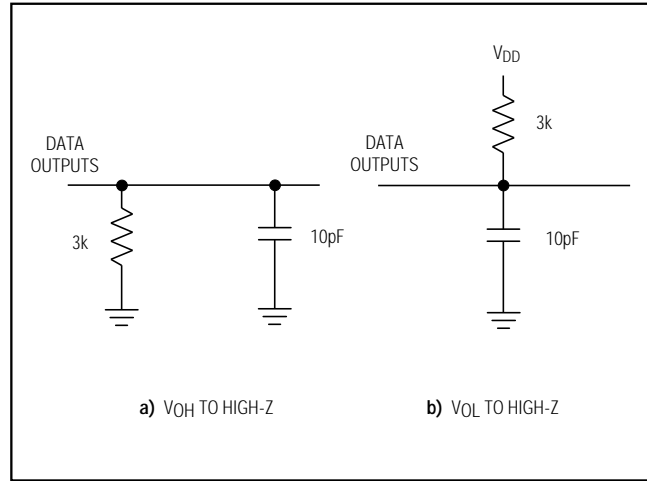 DATA
OUTPUTS
3k
10pF
a) VOH TO HIGH-Z
VDD
3k
DATA
OUTPUTS
10pF
b) VOL TO HIGH-Z